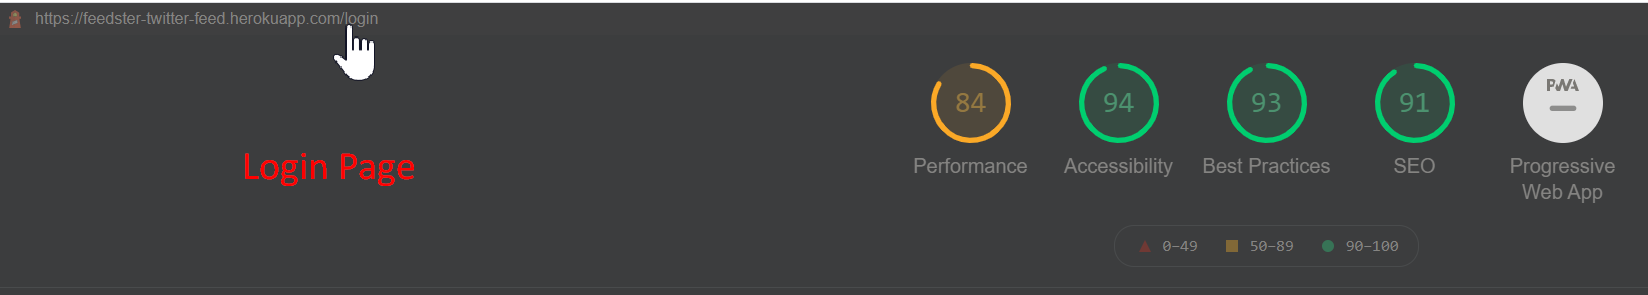 https://feedster-twitter-feed.herokuapp.com/login
84 94 93 91 PWA
Login Page
Performance Accessibility Best Practices SEO Progressive
Web App
0–49 50–89 90–100